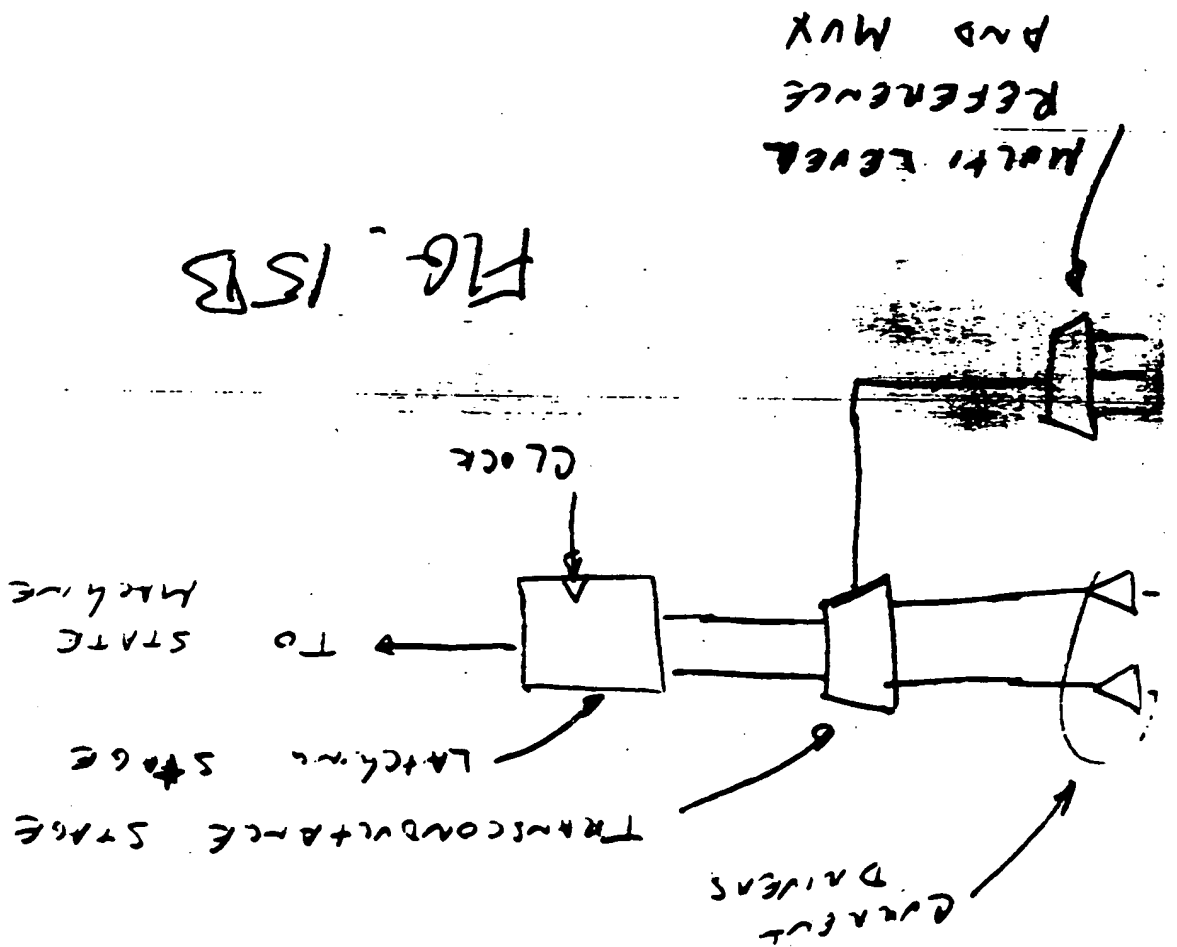 CURRENT
DRIVERS
TRANSCONDUCTANCE STAGE
LATCHING STAGE
TO STATE
MACHINE
CLOCK
FIG. 15B
MULTI LEVEL
REFERENCE
AND MUX